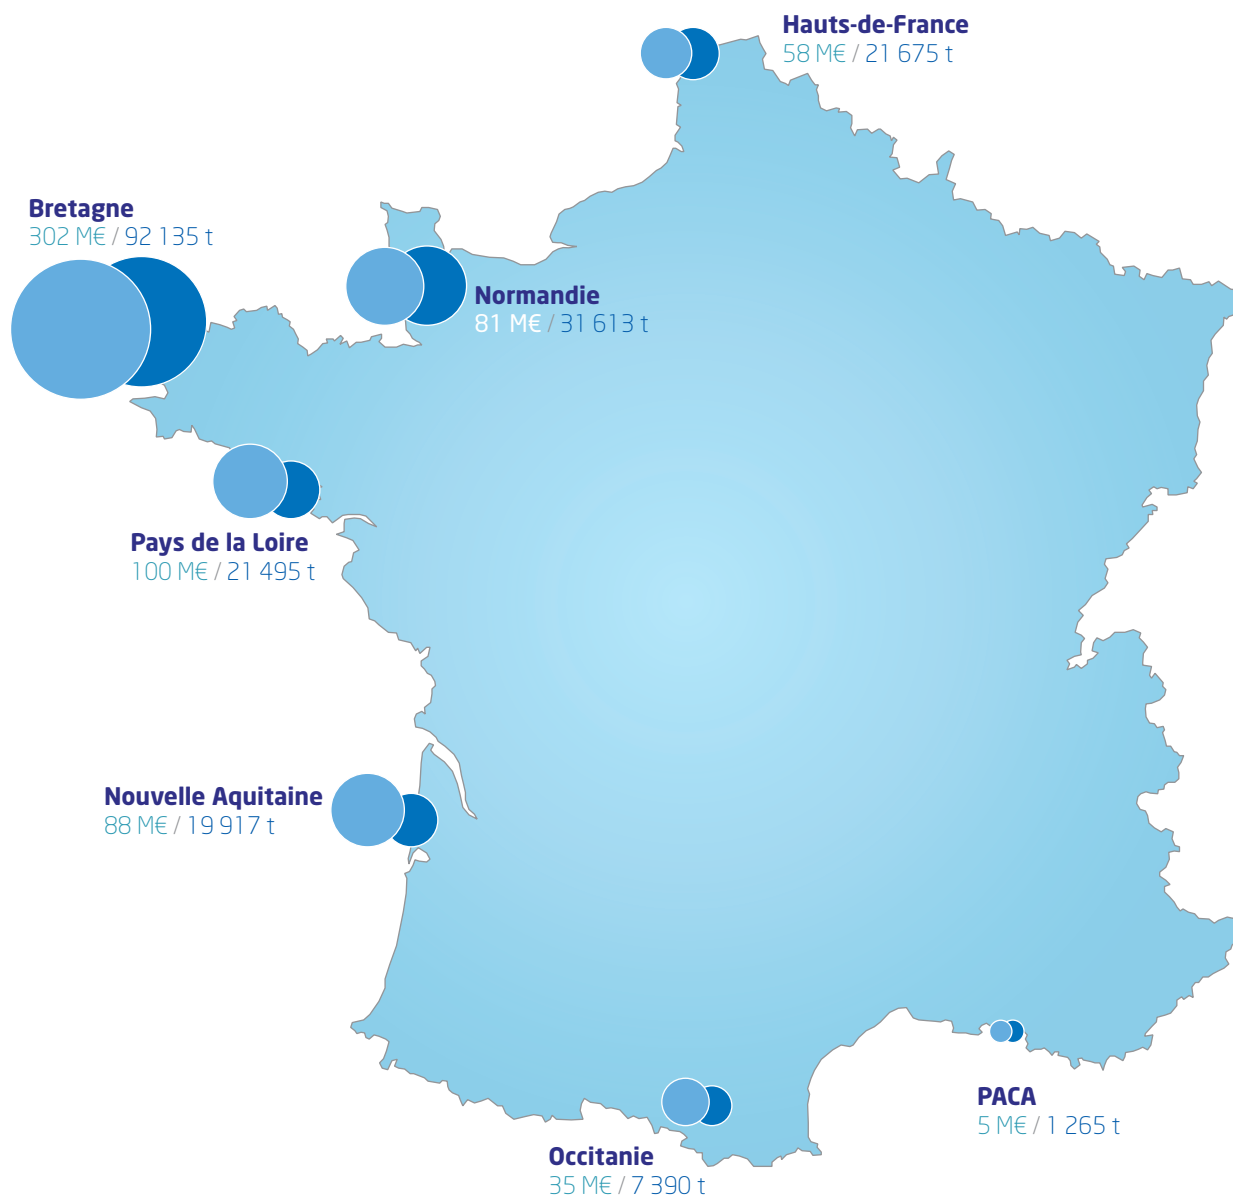 Hauts-de-France
58 M€ / 21 675 t
Bretagne
302 M€ / 92 135 t
Normandie
81 M€ / 31 613 t
Pays de la Loire
100 M€ / 21 495 t
Nouvelle Aquitaine
88 M€ / 19 917 t
PACA
5 M€ / 1 265 t
Occitanie
35 M€ / 7 390 t